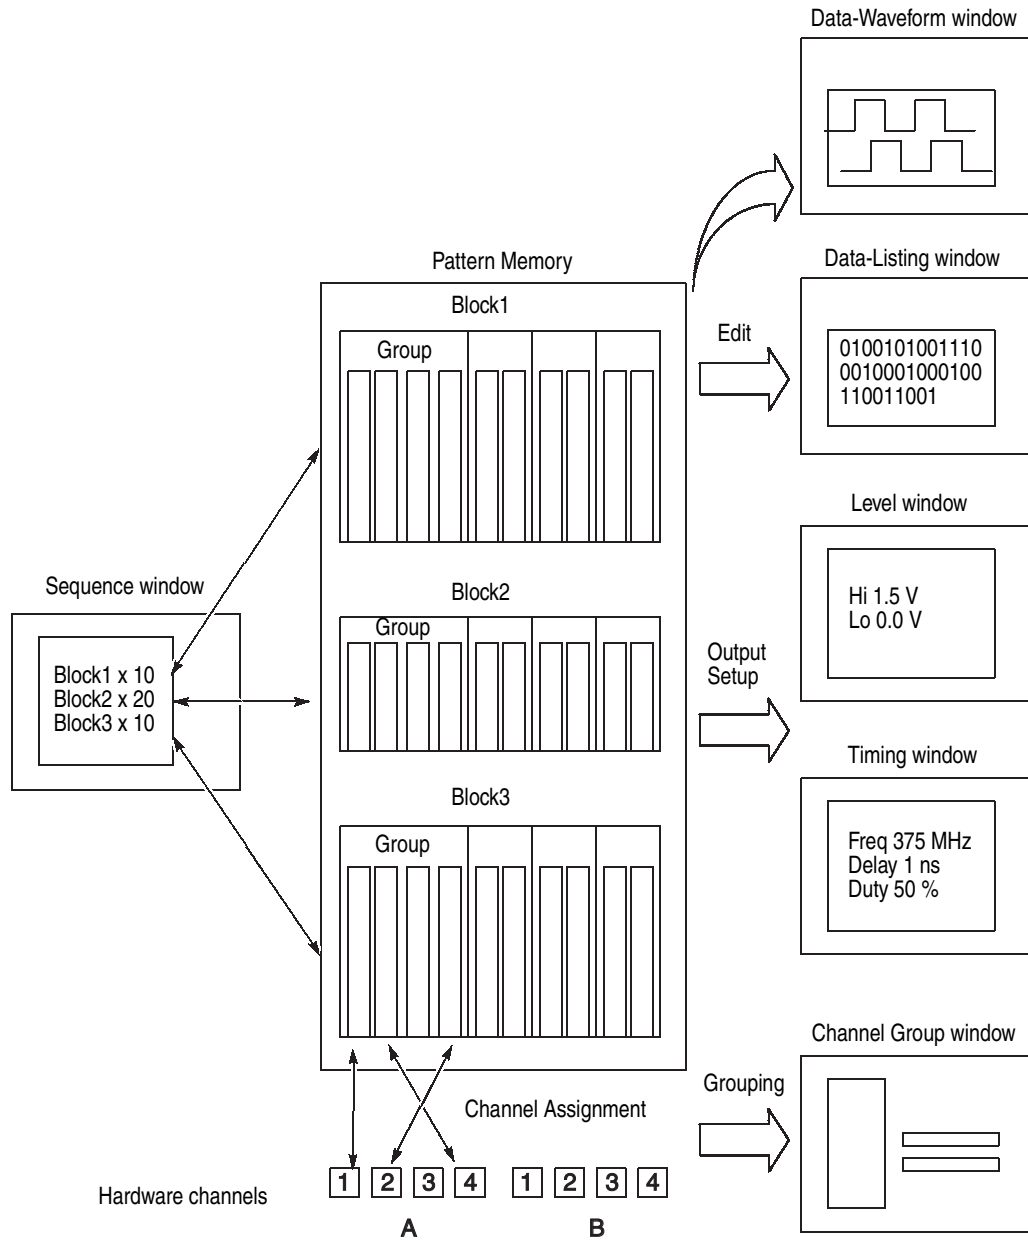 Data-Waveform window
Pattern Memory
Data-Listing window
Block1
Group
Edit
0100101001110
0010001000100
110011001
Level window
Hi 1.5 V
Lo 0.0 V
Sequence window
Block1 x 10
Block2 x 20
Block3 x 10
Block2
Group
Output
Setup
Timing window
Freq 375 MHz
Delay 1 ns
Duty 50 %
Block3
Group
Channel Group window
Grouping
Channel Assignment
Hardware channels
1 2 3 4 1 2 3 4
A B